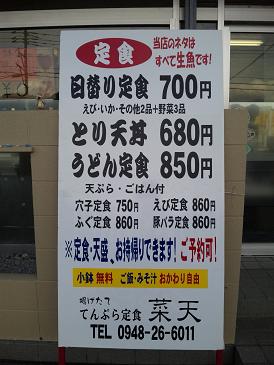 定食
当店のネタは
すべて生魚です!
日替り定食 700円
えび・いか・その他2品+野菜3品
とり天丼 680円
うどん定食 850円
天ぷら・ごはん付
穴子定食 750円 えび定食 860円
ふぐ定食 860円 豚バラ定食 860円
※定食・天盛、お持帰りできます!ご予約可!
小鉢 無料 ご飯・みそ汁 おかわり自由
揚げたて
てんぷら定食 菜天
TEL 0948-26-6011